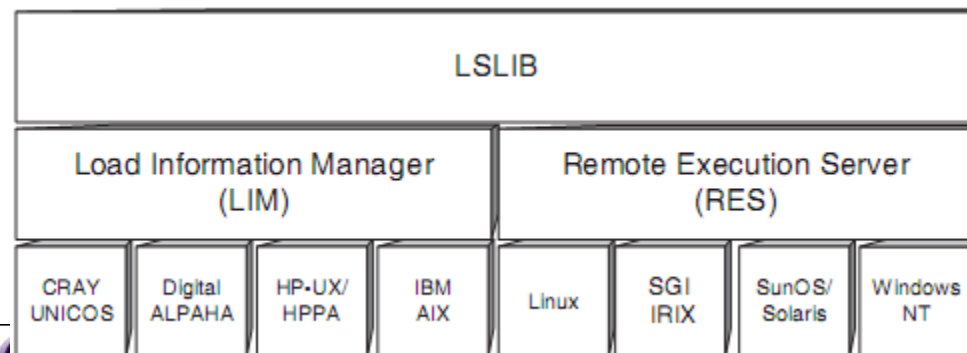 LSLIB
Load Information Manager
(LIM)
Remote Execution Server
(RES)
CRAY
UNICOS
Digital
ALPAHA
HP-UX/
HPPA
IBM
AIX
Linux
SGI
IRIX
SunOS/
Solaris
Windows
NT